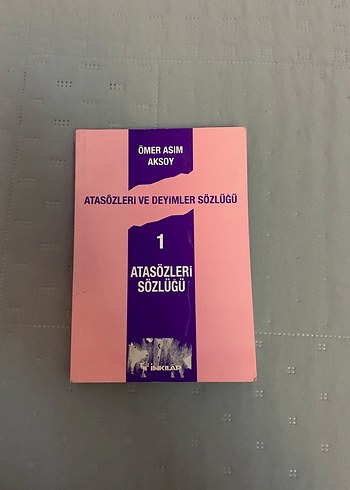 ÖMER ASIM
AKSOY
ATASÖZLERİ VE DEYİMLER SÖZLÜĞÜ
1
ATASÖZLERİ
SÖZLÜĞÜ
İNKILAP